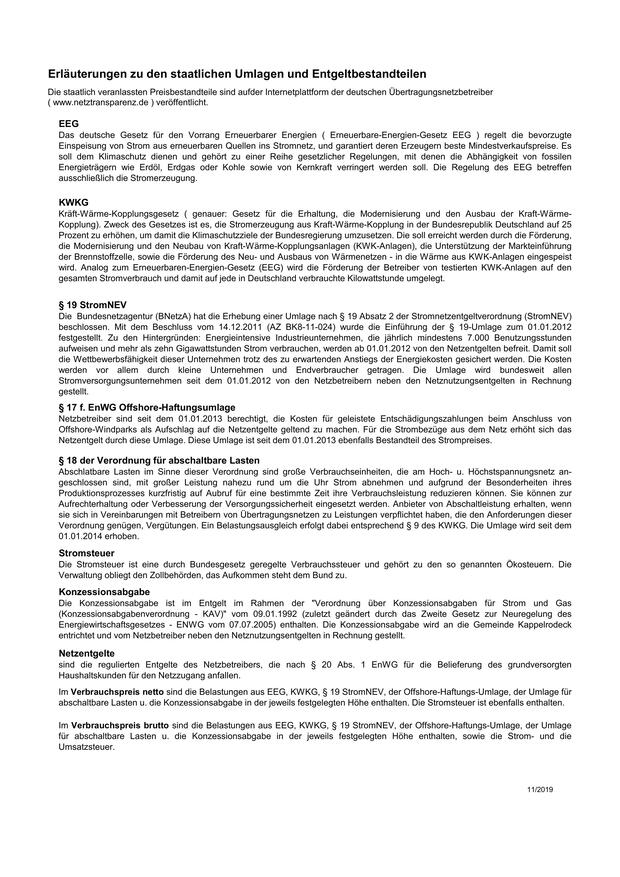 Erläuterungen zu den staatlichen Umlagen und Entgeltbestandteilen
Die staatlich veranlassten Preisbestandteile sind aufder Internetplattform der deutschen Übertragungsnetzbetreiber
( www.netztransparenz.de ) veröffentlicht.
EEG
Das deutsche Gesetz für den Vorrang Erneuerbarer Energien ( Erneuerbare-Energien-Gesetz EEG ) regelt die bevorzugte
Einspeisung von Strom aus erneuerbaren Quellen ins Stromnetz, und garantiert deren Erzeugern beste Mindestverkaufspreise. Es
soll dem Klimaschutz dienen und gehört zu einer Reihe gesetzlicher Regelungen, mit denen die Abhängigkeit von fossilen
Energieträgern wie Erdöl, Erdgas oder Kohle sowie von Kernkraft verringert werden soll. Die Regelung des EEG betreffen
ausschließlich die Stromerzeugung.
KWKG
Kräft-Wärme-Kopplungsgesetz ( genauer: Gesetz für die Erhaltung, die Modernisierung und den Ausbau der Kraft-Wärme-
Kopplung). Zweck des Gesetzes ist es, die Stromerzeugung aus Kraft-Wärme-Kopplung in der Bundesrepublik Deutschland auf 25
Prozent zu erhöhen, um damit die Klimaschutzziele der Bundesregierung umzusetzen. Die soll erreicht werden durch die Förderung,
die Modernisierung und den Neubau von Kraft-Wärme-Kopplungsanlagen (KWK-Anlagen), die Unterstützung der Markteinführung
der Brennstoffzelle, sowie die Förderung des Neu- und Ausbaus von Wärmenetzen - in die Wärme aus KWK-Anlagen eingespeist
wird. Analog zum Erneuerbaren-Energien-Gesetz (EEG) wird die Förderung der Betreiber von testierten KWK-Anlagen auf den
gesamten Stromverbrauch und damit auf jede in Deutschland verbrauchte Kilowattstunde umgelegt.
§ 19 StromNEV
Die Bundesnetzagentur (BNetzA) hat die Erhebung einer Umlage nach § 19 Absatz 2 der Stromnetzentgeltverordnung (StromNEV)
beschlossen. Mit dem Beschluss vom 14.12.2011 (AZ BK8-11-024) wurde die Einführung der § 19-Umlage zum 01.01.2012
festgestellt. Zu den Hintergründen: Energieintensive Industrieunternehmen, die jährlich mindestens 7.000 Benutzungsstunden
aufweisen und mehr als zehn Gigawattstunden Strom verbrauchen, werden ab 01.01.2012 von den Netzentgelten befreit. Damit soll
die Wettbewerbsfähigkeit dieser Unternehmen trotz des zu erwartenden Anstiegs der Energiekosten gesichert werden. Die Kosten
werden vor allem durch kleine Unternehmen und Endverbraucher getragen. Die Umlage wird bundesweit allen
Stromversorgungsunternehmen seit dem 01.01.2012 von den Netzbetreibern neben den Netznutzungsentgelten in Rechnung
gestellt.
§ 17 f. EnWG Offshore-Haftungsumlage
Netzbetreiber sind seit dem 01.01.2013 berechtigt, die Kosten für geleistete Entschädigungszahlungen beim Anschluss von
Offshore-Windparks als Aufschlag auf die Netzentgelte geltend zu machen. Für die Strombezüge aus dem Netz erhöht sich das
Netzentgelt durch diese Umlage. Diese Umlage ist seit dem 01.01.2013 ebenfalls Bestandteil des Strompreises.
§ 18 der Verordnung für abschaltbare Lasten
Abschlatbare Lasten im Sinne dieser Verordnung sind große Verbrauchseinheiten, die am Hoch- u. Höchstspannungsnetz an-
geschlossen sind, mit großer Leistung nahezu rund um die Uhr Strom abnehmen und aufgrund der Besonderheiten ihres
Produktionsprozesses kurzfristig auf Aubruf für eine bestimmte Zeit ihre Verbrauchsleistung reduzieren können. Sie können zur
Aufrechterhaltung oder Verbesserung der Versorgungssicherheit eingesetzt werden. Anbieter von Abschaltleistung erhalten, wenn
sie sich in Vereinbarungen mit Betreibern von Übertragungsnetzen zu Leistungen verpflichtet haben, die den Anforderungen dieser
Verordnung genügen, Vergütungen. Ein Belastungsausgleich erfolgt dabei entsprechend § 9 des KWKG. Die Umlage wird seit dem
01.01.2014 erhoben.
Stromsteuer
Die Stromsteuer ist eine durch Bundesgesetz geregelte Verbrauchssteuer und gehört zu den so genannten Ökosteuern. Die
Verwaltung obliegt den Zollbehörden, das Aufkommen steht dem Bund zu.
Konzessionsabgabe
Die Konzessionsabgabe ist im Entgelt im Rahmen der "Verordnung über Konzessionsabgaben für Strom und Gas
(Konzessionsabgabenverordnung - KAV)" vom 09.01.1992 (zuletzt geändert durch das Zweite Gesetz zur Neuregelung des
Energiewirtschaftsgesetzes - ENWG vom 07.07.2005) enthalten. Die Konzessionsabgabe wird an die Gemeinde Kappelrodeck
entrichtet und vom Netzbetreiber neben den Netznutzungsentgelten in Rechnung gestellt.
Netzentgelte
sind die regulierten Entgelte des Netzbetreibers, die nach § 20 Abs. 1 EnWG für die Belieferung des grundversorgten
Haushaltskunden für den Netzzugang anfallen.
Im Verbrauchspreis netto sind die Belastungen aus EEG, KWKG, § 19 StromNEV, der Offshore-Haftungs-Umlage, der Umlage für
abschaltbare Lasten u. die Konzessionsabgabe in der jeweils festgelegten Höhe enthalten. Die Stromsteuer ist ebenfalls enthalten.
Im Verbrauchspreis brutto sind die Belastungen aus EEG, KWKG, § 19 StromNEV, der Offshore-Haftungs-Umlage, der Umlage
für abschaltbare Lasten u. die Konzessionsabgabe in der jeweils festgelegten Höhe enthalten, sowie die Strom- und die
Umsatzsteuer.
11/2019